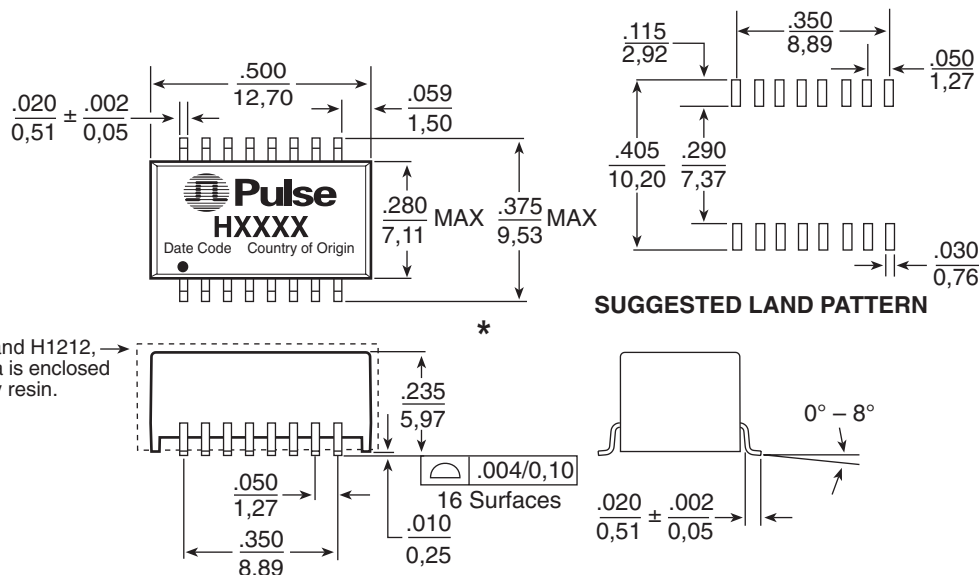 .500
12,70
.020 ± .002
0,51 0,05
.059
1,50
Pulse
HXXXX
Date Code Country of Origin
.280 MAX
7,11
.375 MAX
9,53
.115
2,92
.350
8,89
.050
1,27
.405
10,20
.290
7,37
.030
0,76
SUGGESTED LAND PATTERN
*
and H1212,
is enclosed
resin.
.235
5,97
.004/0,10
16 Surfaces
.050
1,27
.010
0,25
.350
8,89
0° – 8°
.020 ± .002
0,51 0,05